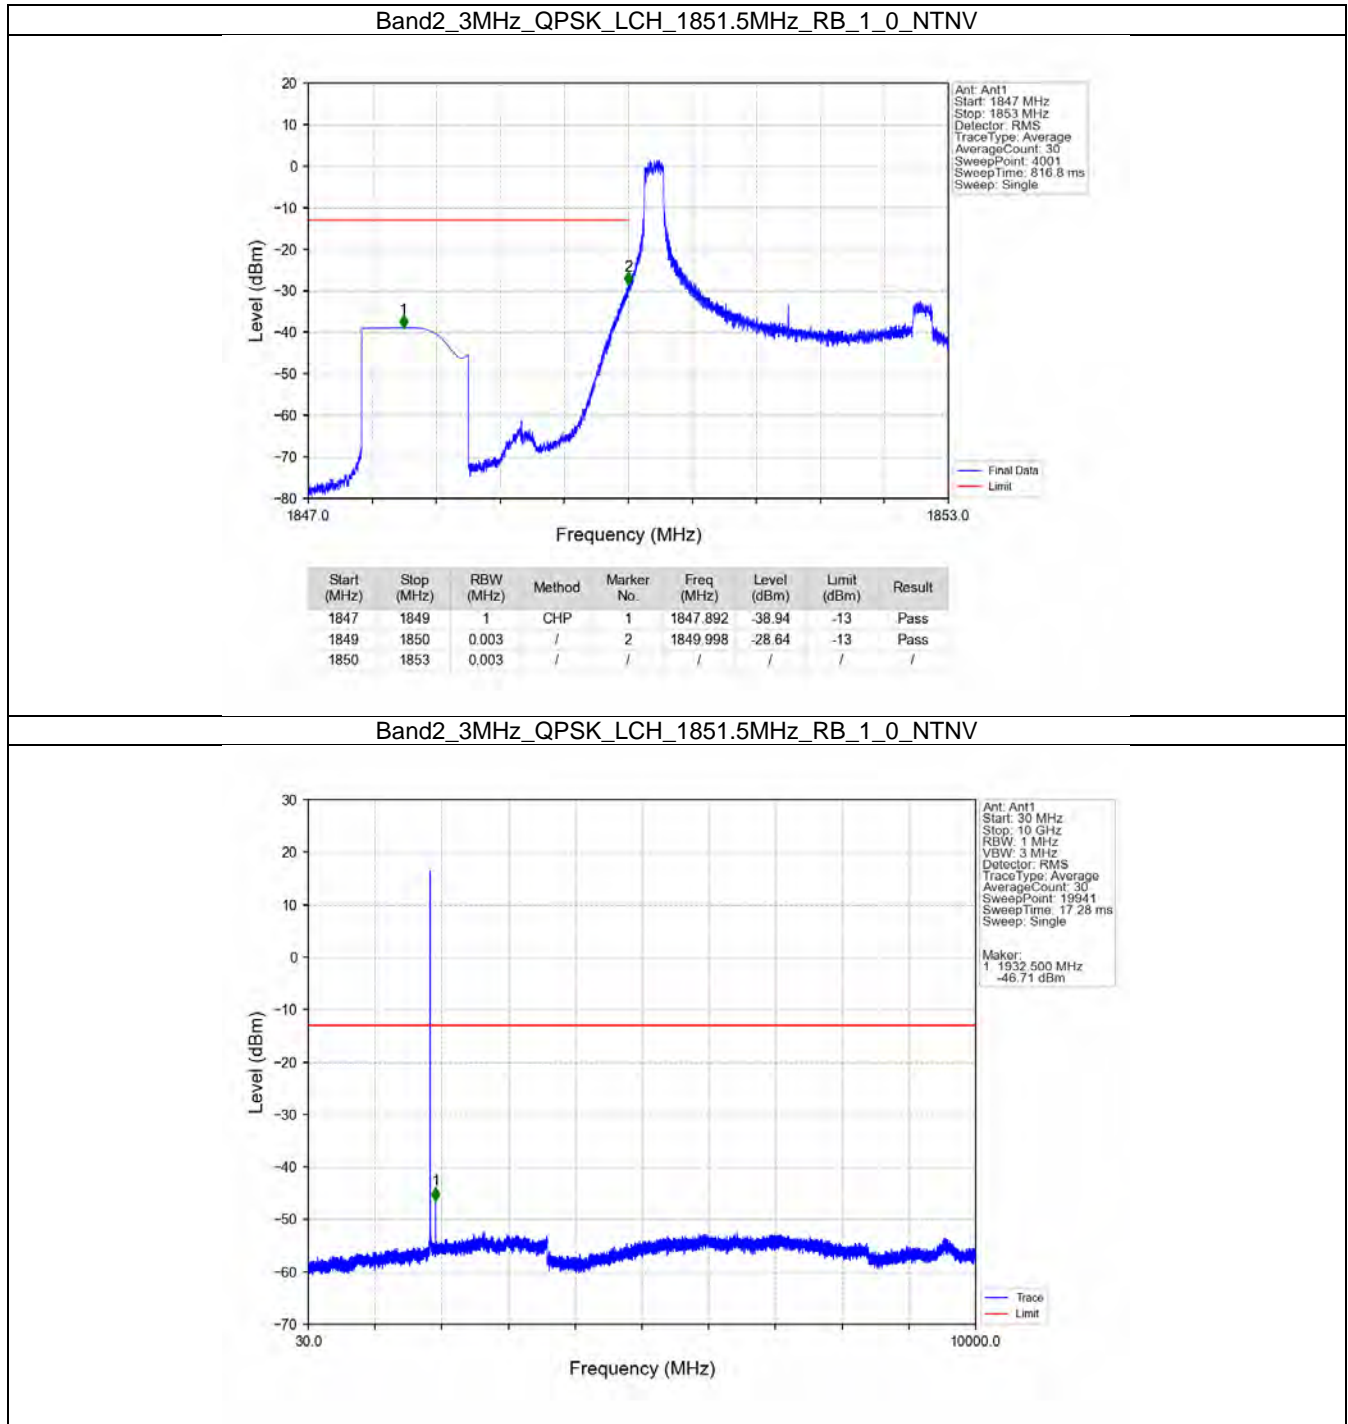 Band2_3MHz_QPSK_LCH_1851.5MHz_RB_1_0_NTNV
20
10
0
−10
−20
−30
−40
−50
−60
−70
−80
Level (dBm)
1
2
1847.0
1853.0
Frequency (MHz)
Ant: Ant1
Start: 1847 MHz
Stop: 1853 MHz
Detector: RMS
TraceType: Average
AverageCount: 30
SweepPoint: 4001
SweepTime: 816.8 ms
Sweep: Single
Final Data
Limit
Start (MHz) Stop (MHz) RBW (MHz) Method Marker No. Freq (MHz) Level (dBm) Limit (dBm) Result
1847 1849 1 CHP 1 1847.892 -38.94 -13 Pass
1849 1850 0.003 / 2 1849.998 -28.64 -13 Pass
1850 1853 0.003 / / / / / /
Band2_3MHz_QPSK_LCH_1851.5MHz_RB_1_0_NTNV
30
20
10
0
−10
−20
−30
−40
−50
−60
−70
Level (dBm)
1
30.0
10000.0
Frequency (MHz)
Ant: Ant1
Start: 30 MHz
Stop: 10 GHz
RBW: 1 MHz
VBW: 3 MHz
Detector: RMS
TraceType: Average
AverageCount: 30
SweepPoint: 19941
SweepTime: 17.28 ms
Sweep: Single
Maker:
1 1932.500 MHz
-46.71 dBm
Trace
Limit